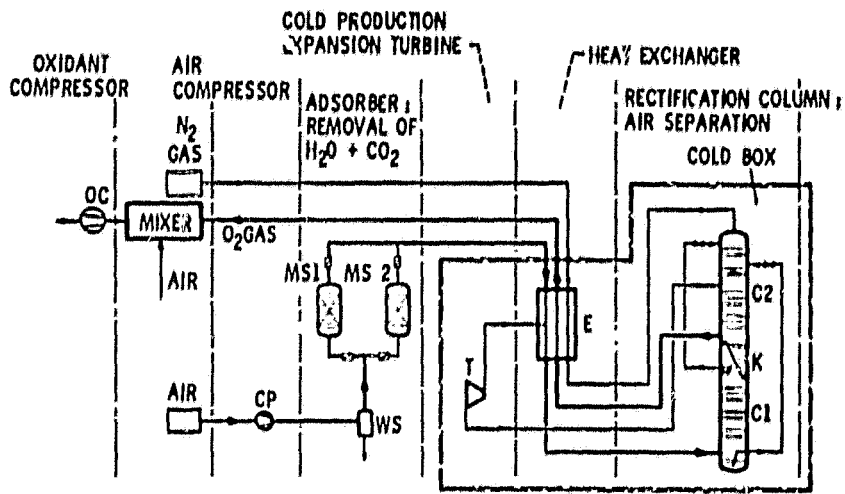 COLD PRODUCTION
EXPANSION TURBINE
HEAT EXCHANGER
OXIDANT
COMPRESSOR
AIR
COMPRESSOR
ADSORBER;
REMOVAL OF
H2O + CO2
RECTIFICATION COLUMN;
AIR SEPARATION
COLD BOX
N2
GAS
OC
MIXER
O2GAS
AIR
MS1
MS 2
E
C2
T
K
C1
AIR
CP
WS